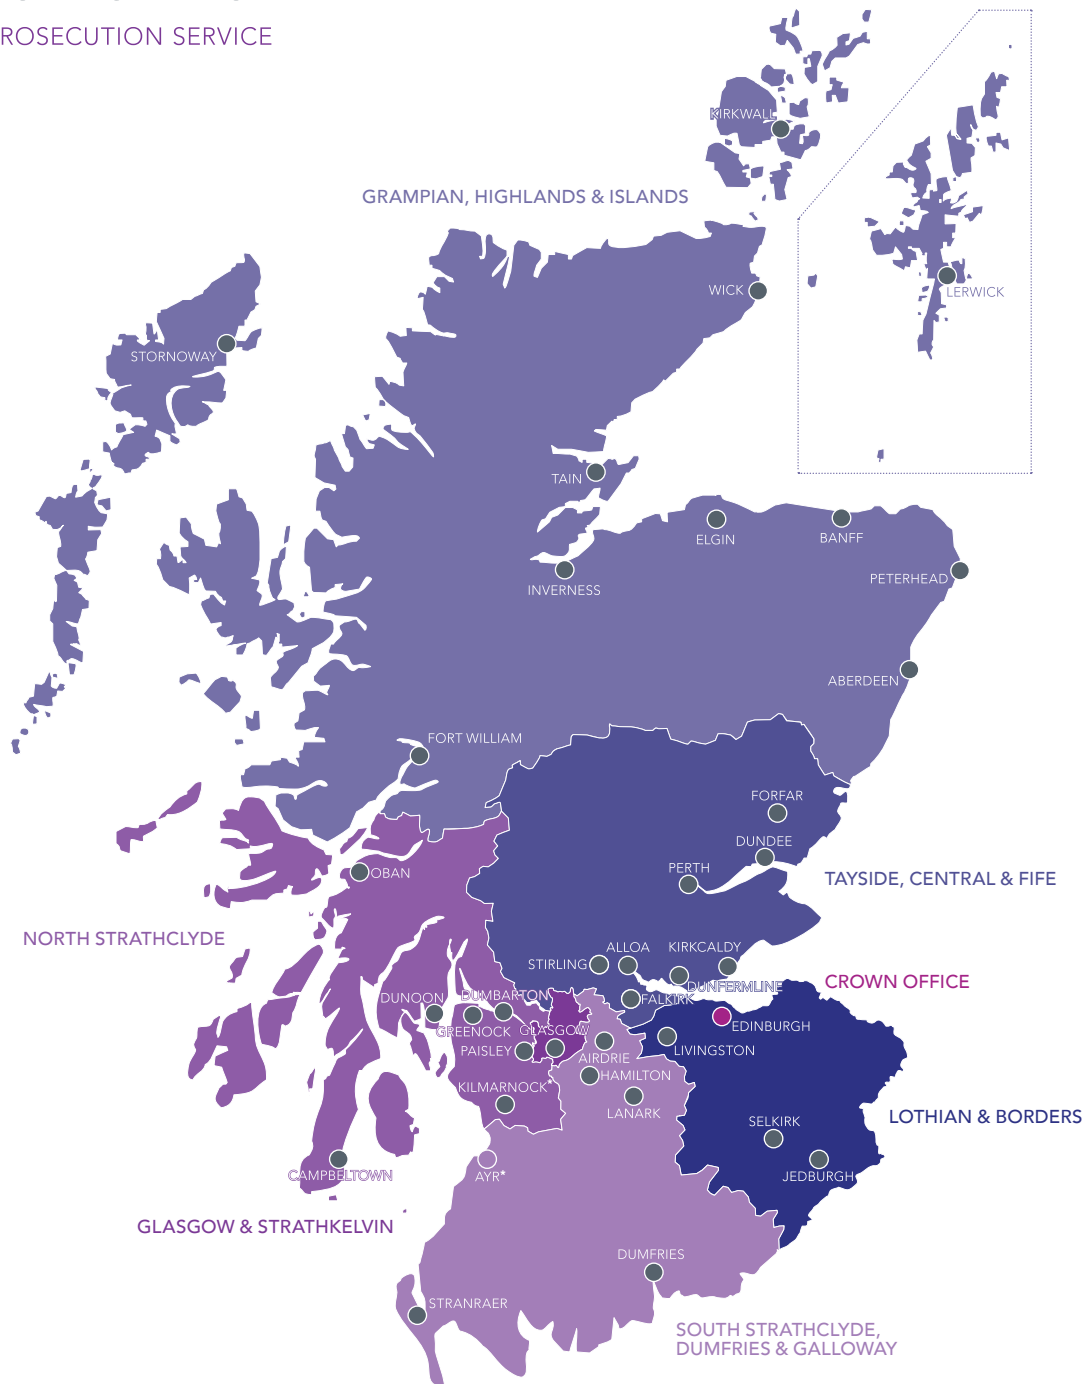 ROSECUTION SERVICE
KIRKWALL
GRAMPIAN, HIGHLANDS & ISLANDS
WICK
LERWICK
STORNOWAY
TAIN
ELGIN
BANFF
PETERHEAD
INVERNESS
ABERDEEN
FORT WILLIAM
FORFAR
DUNDEE
PERTH
OBAN
TAYSIDE, CENTRAL & FIFE
NORTH STRATHCLYDE
ALLOA
KIRKCALDY
STIRLING
DUNFERMLINE
CROWN OFFICE
DUNOON
DUMBARTON
FALKIRK
GREENOCK
GLASGOW
EDINBURGH
PAISLEY
AIRDRIE
LIVINGSTON
HAMILTON
KILMARNOCK*
LANARK
LOTHIAN & BORDERS
SELKIRK
CAMPBELTOWN
AYR*
JEDBURGH
GLASGOW & STRATHKELVIN
DUMFRIES
STRANRAER
SOUTH STRATHCLYDE,
DUMFRIES & GALLOWAY